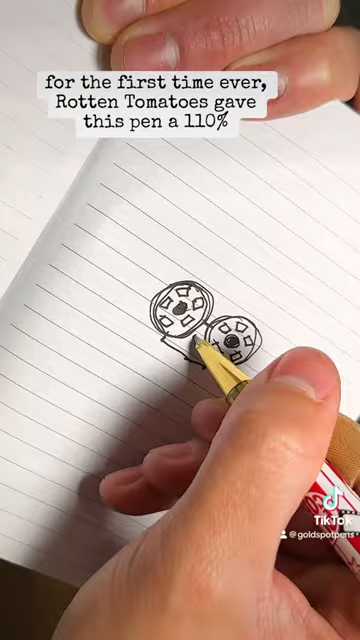 for the first time ever,
Rotten Tomatoes gave
this pen a 110%
TikTok
@goldspotpens